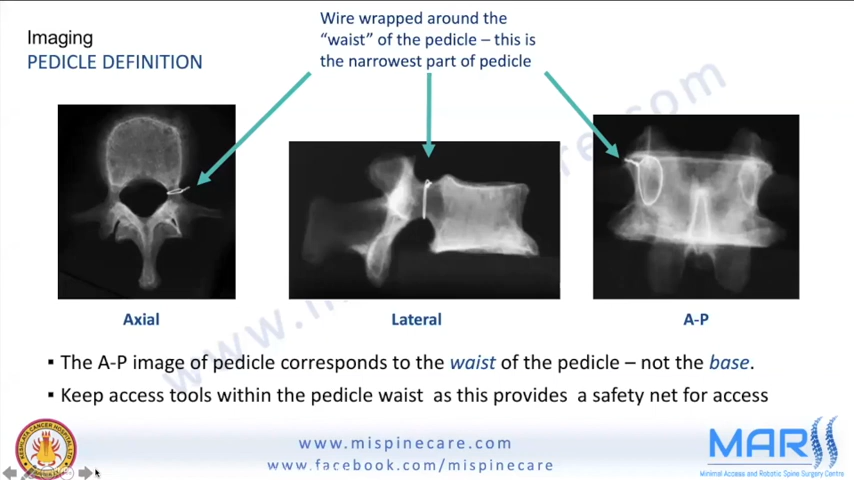 Imaging
PEDICLE DEFINITION
Wire wrapped around the
“waist” of the pedicle – this is
the narrowest part of pedicle
Axial
Lateral
A-P
▪ The A-P image of pedicle corresponds to the waist of the pedicle – not the base.
▪ Keep access tools within the pedicle waist as this provides a safety net for access
www.mispinecare.com
www.facebook.com/mispinecare
MARSS
Minimal Access and Robotic Spine Surgery Centre